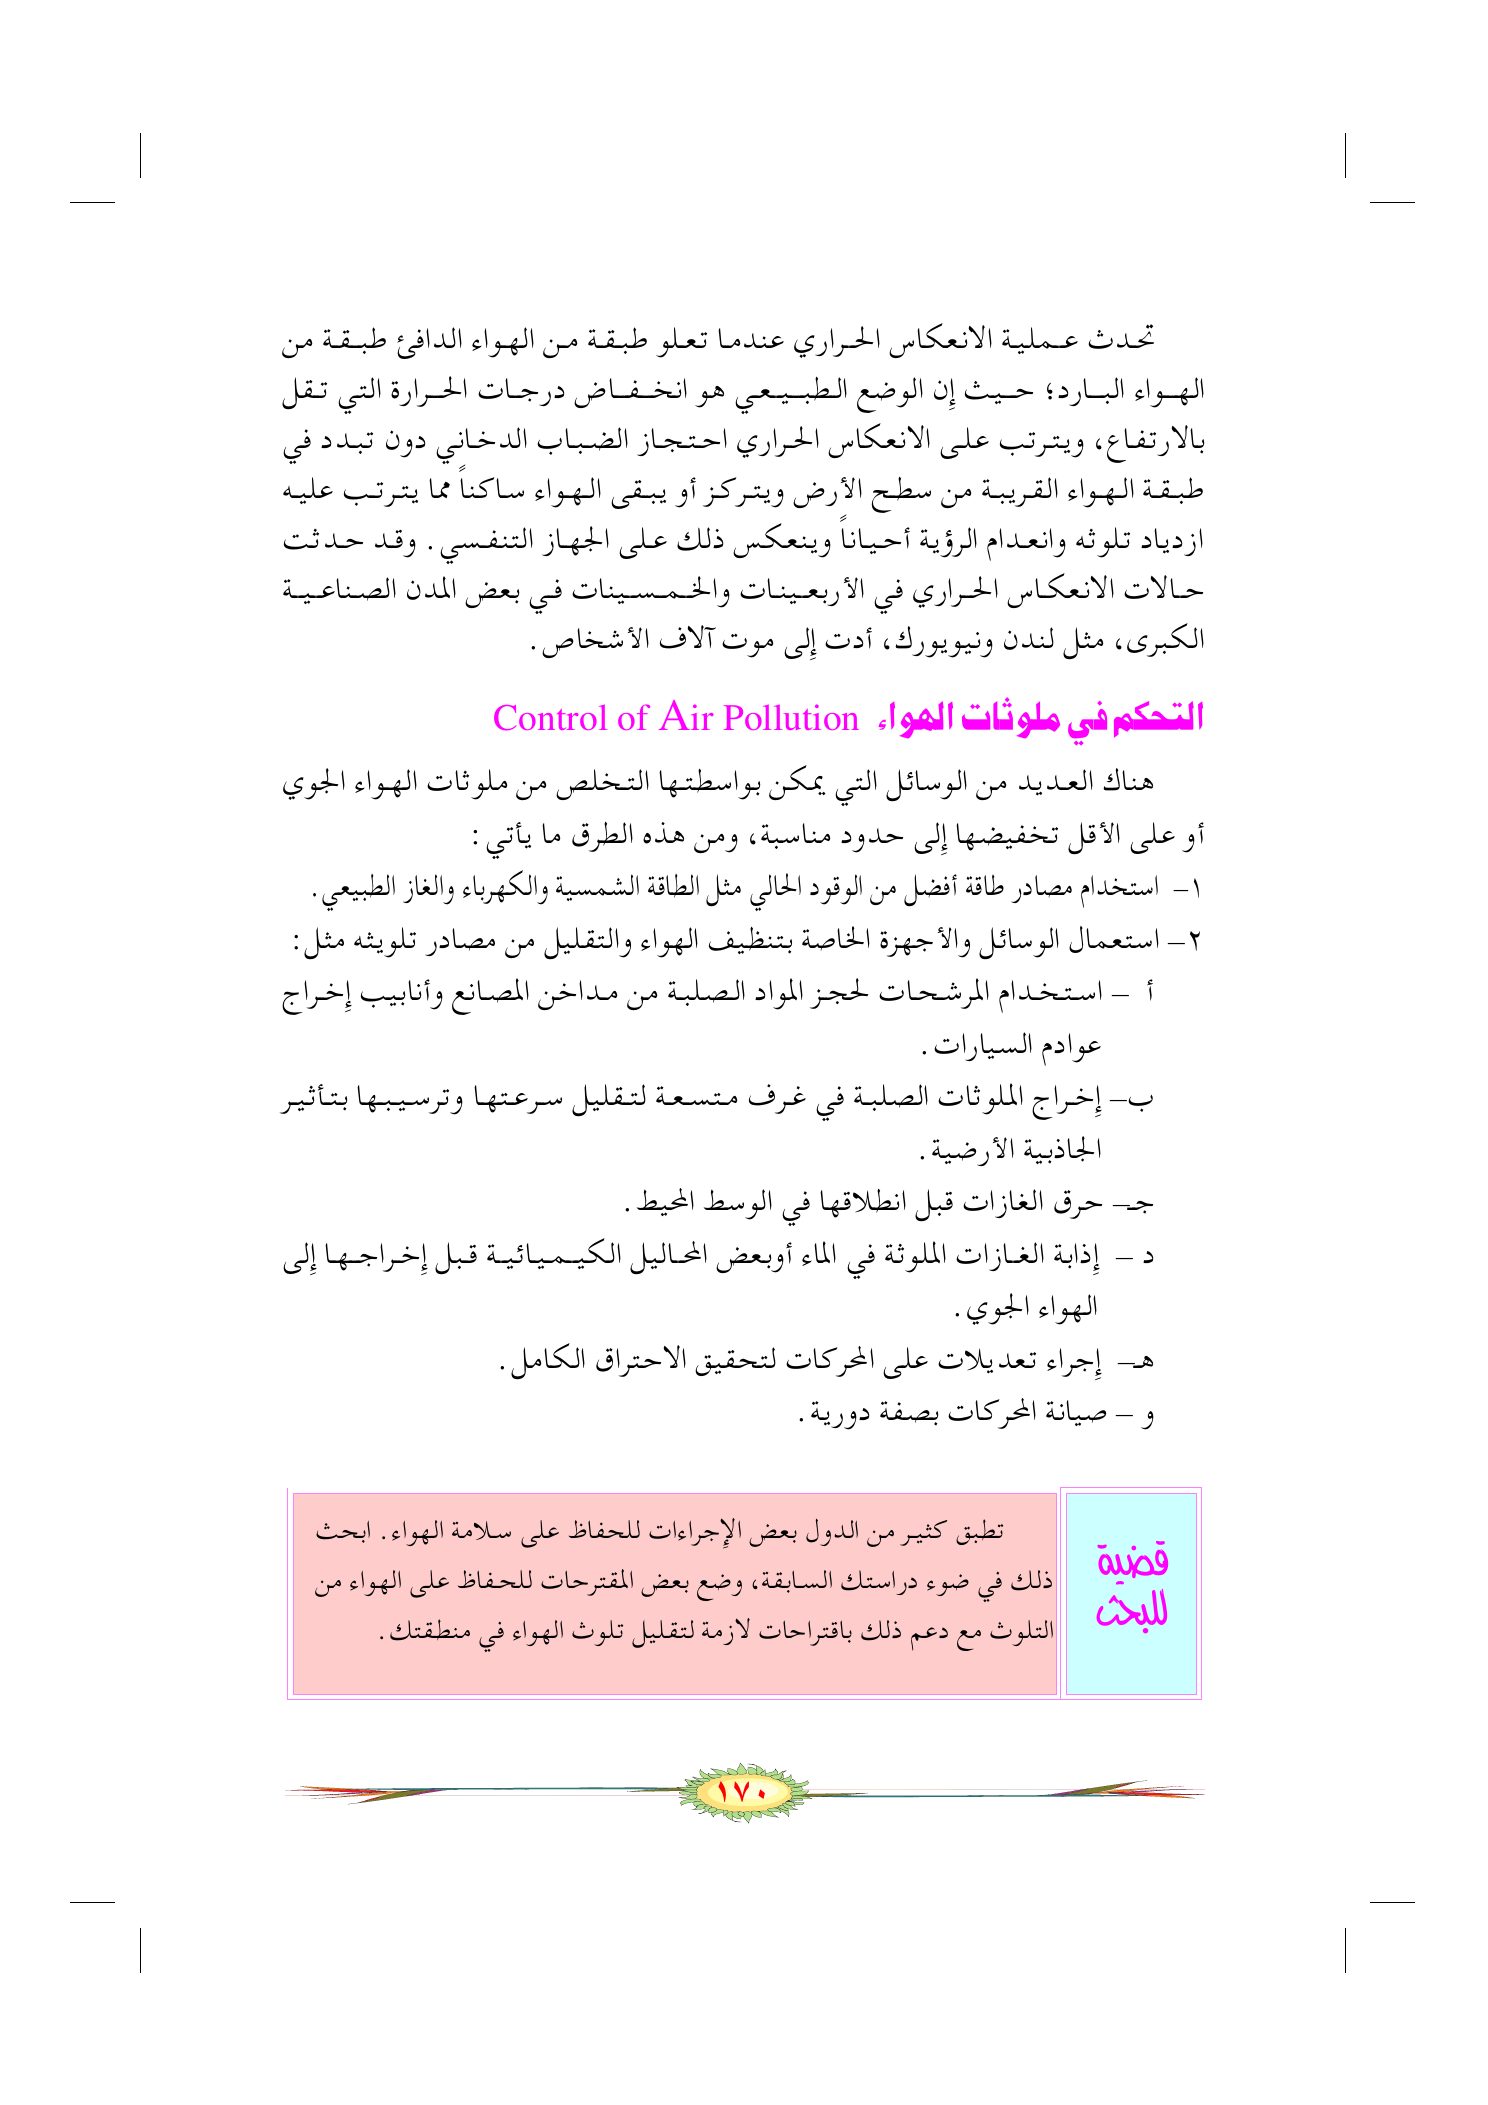 تحدث عملية الانعكاس الحراري عندما تعلو طبقة من الهواء الدافئ طبقة من
الهواء البارد؛ حيث إن الوضع الطبيعي هو انخفاض درجات الحرارة التي تقل
بالارتفاع، ويترتب على الانعكاس الحراري احتجاز الضباب الدخاني دون تبدد في
طبقة الهواء القريبة من سطح الأرض ويتركز أو يبقى الهواء ساكناً مما يترتب عليه
ازدياد تلوثه وانعدام الرؤية أحياناً وينعكس ذلك على الجهاز التنفسي. وقد حدثت
حالات الانعكاس الحراري في الأربعينات والخمسينات في بعض المدن الصناعية
الكبرى، مثل لندن ونيويورك، أدت إلى موت آلاف الأشخاص.
التحكم في ملوثات الهواء Control of Air Pollution
هناك العديد من الوسائل التي يمكن بواسطتها التخلص من ملوثات الهواء الجوي
أو على الأقل تخفيضها إلى حدود مناسبة، ومن هذه الطرق ما يأتي:
١– استخدام مصادر طاقة أفضل من الوقود الحالي مثل الطاقة الشمسية والكهرباء والغاز الطبيعي.
٢– استعمال الوسائل والأجهزة الخاصة بتنظيف الهواء والتقليل من مصادر تلويثه مثل:
أ – استخدام المرشحات لحجز المواد الصلبة من مداخن المصانع وأنابيب إخراج
عوادم السيارات.
ب– إخراج الملوثات الصلبة في غرف متسعة لتقليل سرعتها وترسيبها بتأثير
الجاذبية الأرضية.
جـ– حرق الغازات قبل انطلاقها في الوسط المحيط.
د – إذابة الغازات الملوثة في الماء أوبعض المحاليل الكيميائية قبل إخراجها إلى
الهواء الجوي.
هـ– إجراء تعديلات على المحركات لتحقيق الاحتراق الكامل.
و – صيانة المحركات بصفة دورية.
قضية
للبحث
تطبق كثير من الدول بعض الإجراءات للحفاظ على سلامة الهواء. ابحث
ذلك في ضوء دراستك السابقة، وضع بعض المقترحات للحفاظ على الهواء من
التلوث مع دعم ذلك باقتراحات لازمة لتقليل تلوث الهواء في منطقتك.
١٧٠